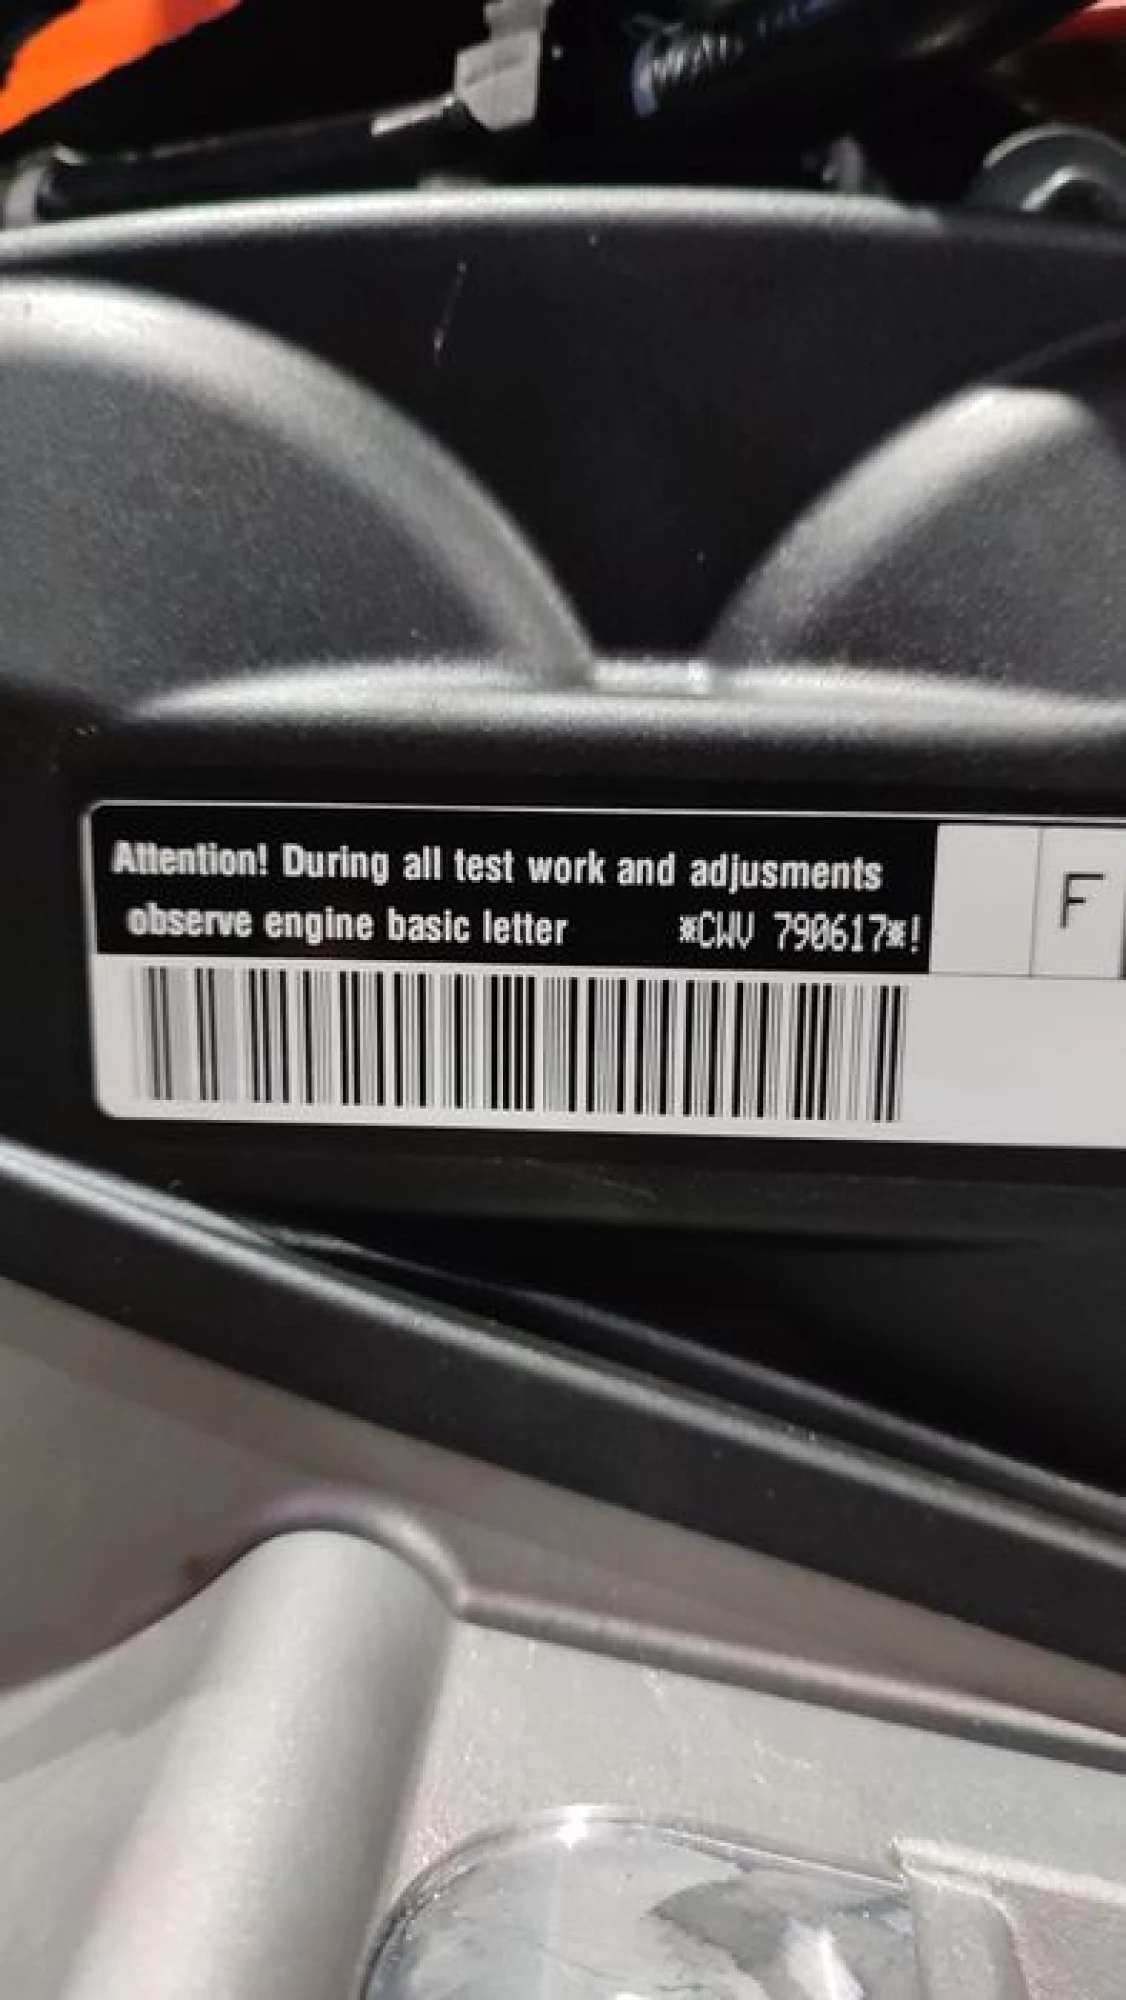 Attention! During all test work and adjusments
observe engine basic letter *CWV 790617*!
F